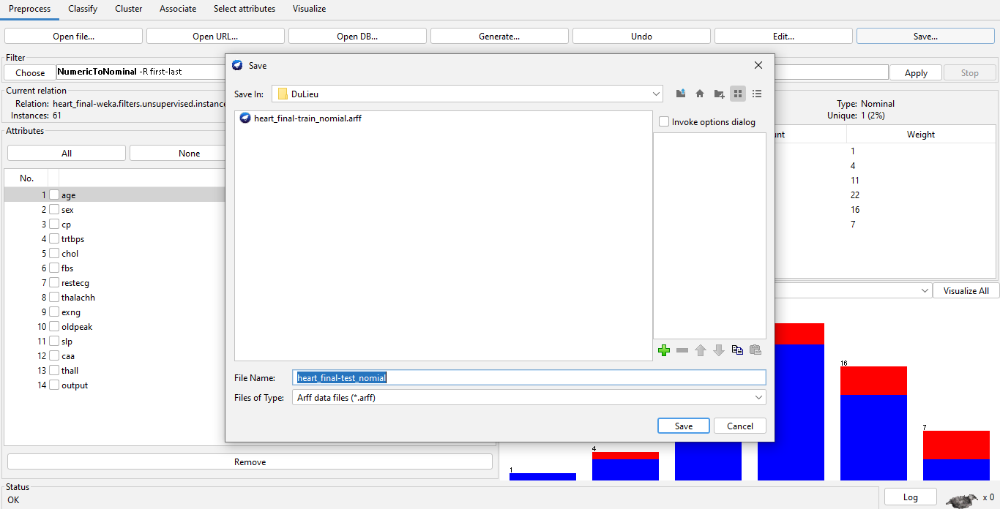 Preprocess Classify Cluster Associate Select attributes Visualize
Open file... Open URL... Open DB... Generate... Undo Edit... Save...
Filter
Choose NumericToNominal -R first-last Apply Stop
Current relation
Relation: heart_final-weka.filters.unsupervised.instance
Instances: 61
Attributes
All None
No.
1 age
2 sex
3 cp
4 trtbps
5 chol
6 fbs
7 restecg
8 thalachh
9 exng
10 oldpeak
11 slp
12 caa
13 thall
14 output
Remove
Status
OK
Save
Save In: DuLieu
heart_final-train_nomial.arff
Invoke options dialog
File Name: heart_final-test_nomial
Files of Type: Arff data files (*.arff)
Save Cancel
Type: Nominal
Unique: 1 (2%)
Weight
1
4
11
22
16
7
Visualize All
1
4
16
7
Log x 0